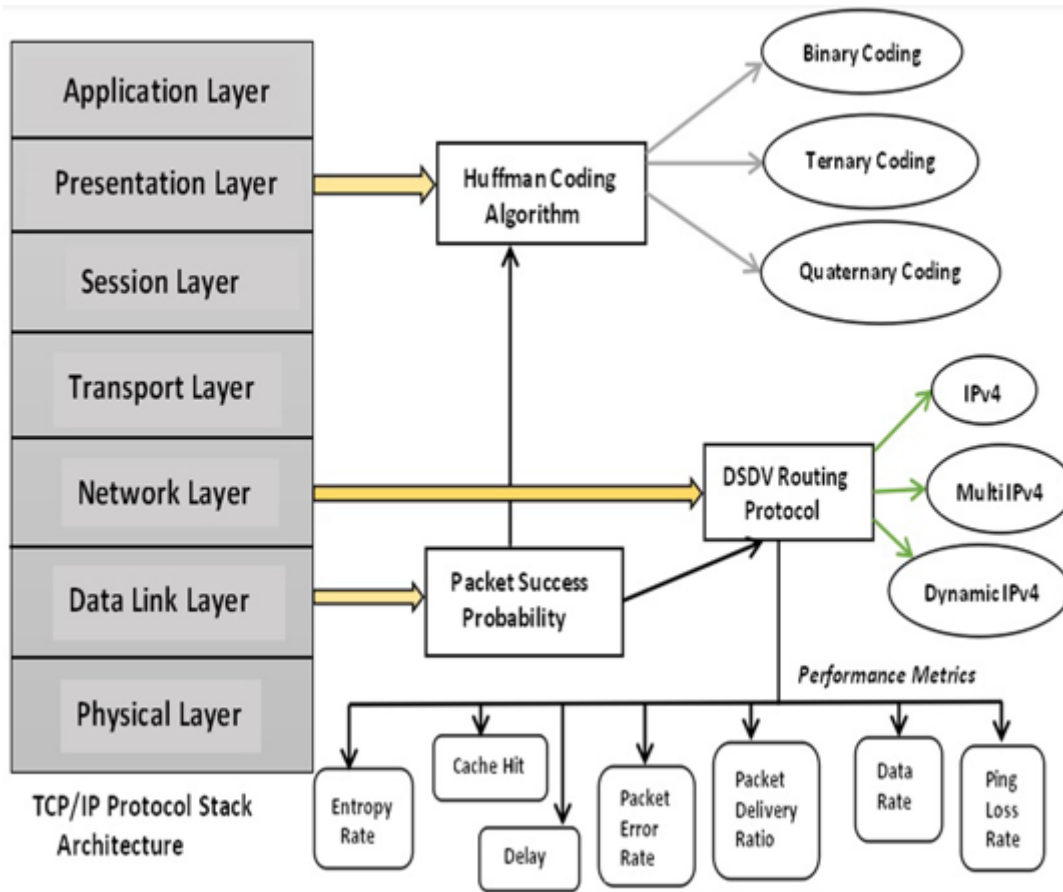 Application Layer
Presentation Layer
Session Layer
Transport Layer
Network Layer
Data Link Layer
Physical Layer
TCP/IP Protocol Stack
Architecture
Huffman Coding
Algorithm
Binary Coding
Ternary Coding
Quaternary Coding
DSDV Routing
Protocol
IPv4
Multi IPv4
Dynamic IPv4
Packet Success
Probability
Performance Metrics
Entropy
Rate
Cache Hit
Delay
Packet
Error
Rate
Packet
Delivery
Ratio
Data
Rate
Ping
Loss
Rate